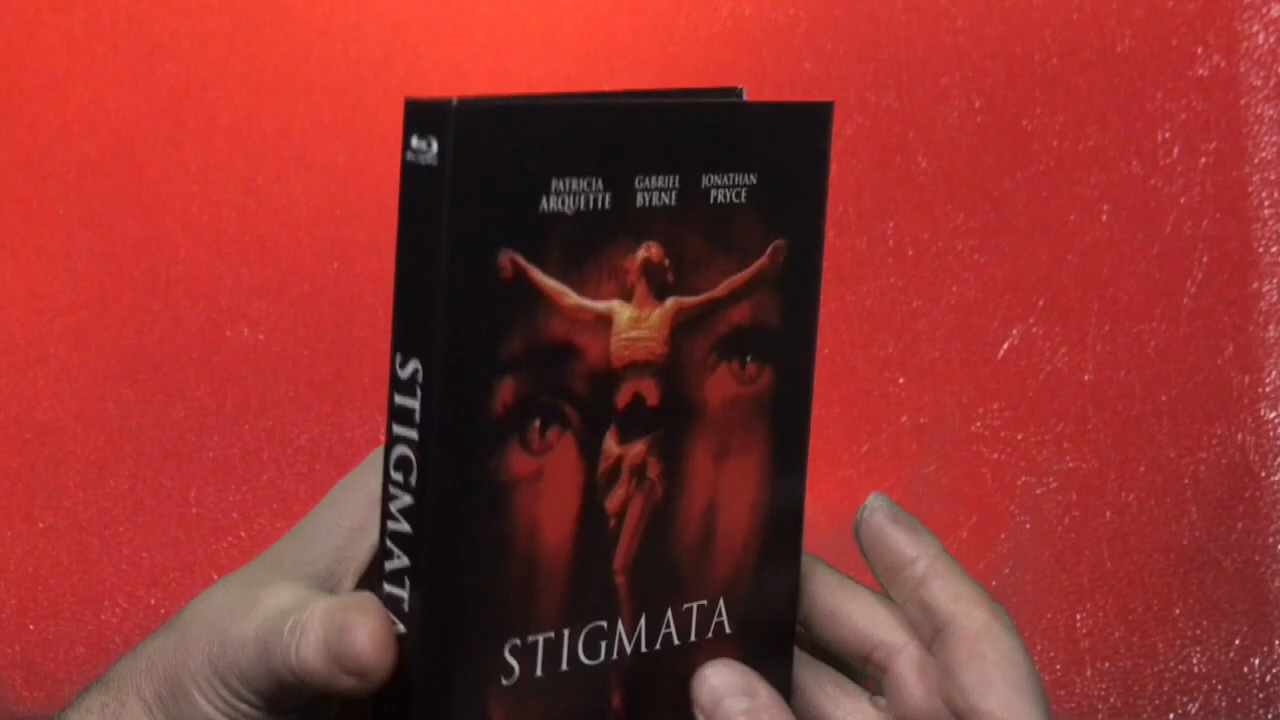 PATRICIA
ARQUETTE
GABRIEL
BYRNE
JONATHAN
PRYCE
STIGMATA
STIGMATA